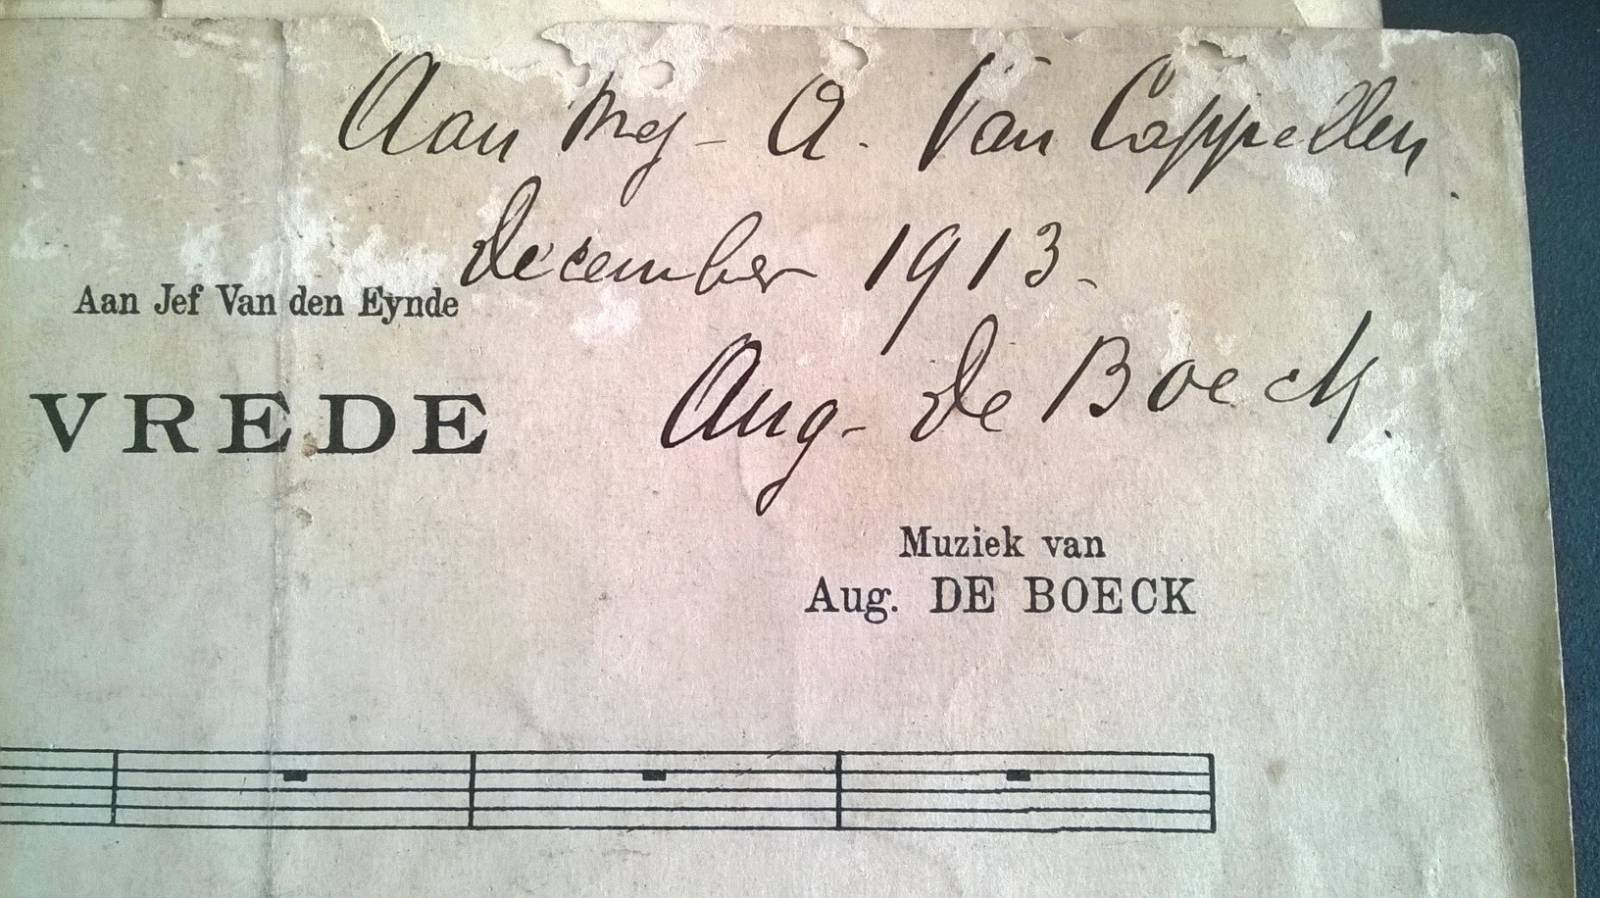 Aan Mej - A. Van Cappellen.
December 1913 -
Aan Jef Van den Eynde
Aug - De Boeck.
VREDE
Muziek van
Aug. DE BOECK